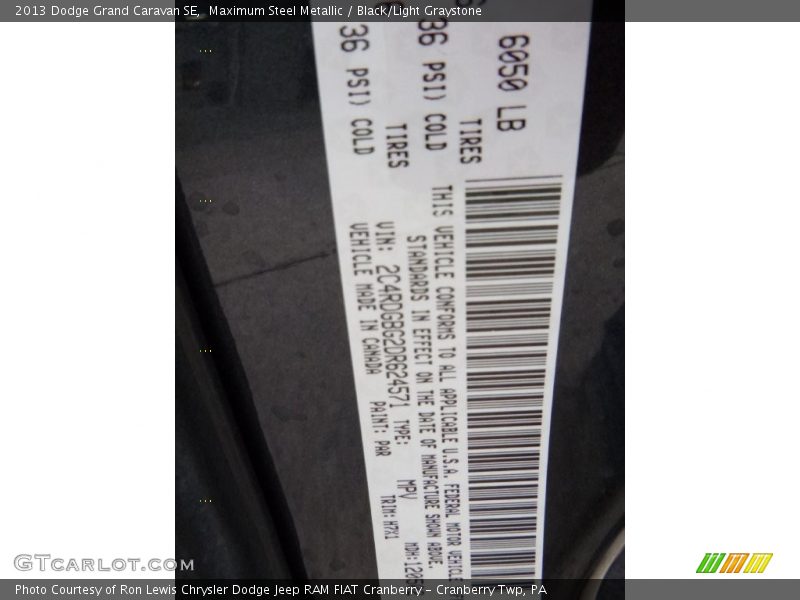 2013 Dodge Grand Caravan SE,  Maximum Steel Metallic / Black/Light Graystone
6050 LB
36 PSI) COLD
TIRES
36 PSI) COLD
TIRES
THIS VEHICLE CONFORMS TO ALL APPLICABLE U.S.A. FEDERAL MOTOR VEHICLE
STANDARDS IN EFFECT ON THE DATE OF MANUFACTURE SHOWN ABOVE.
VIN: 2C4RDGBG2DR624571 TYPE: MPV
VEHICLE MADE IN CANADA PAINT: PAR TRIM: H7X1 MDH:1205
GTCARLOT.COM
Photo Courtesy of Ron Lewis Chrysler Dodge Jeep RAM FIAT Cranberry – Cranberry Twp, PA